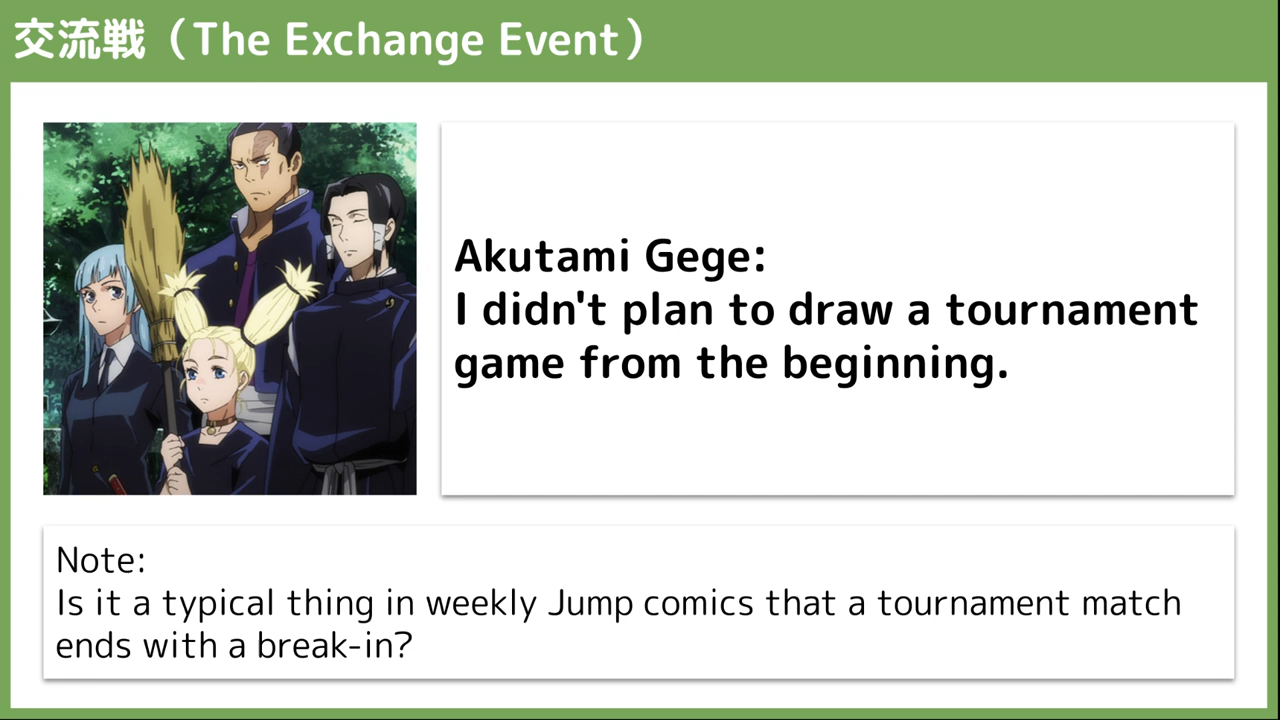 交流戦（The Exchange Event）
Akutami Gege:
I didn't plan to draw a tournament
game from the beginning.
Note:
Is it a typical thing in weekly Jump comics that a tournament match
ends with a break-in?